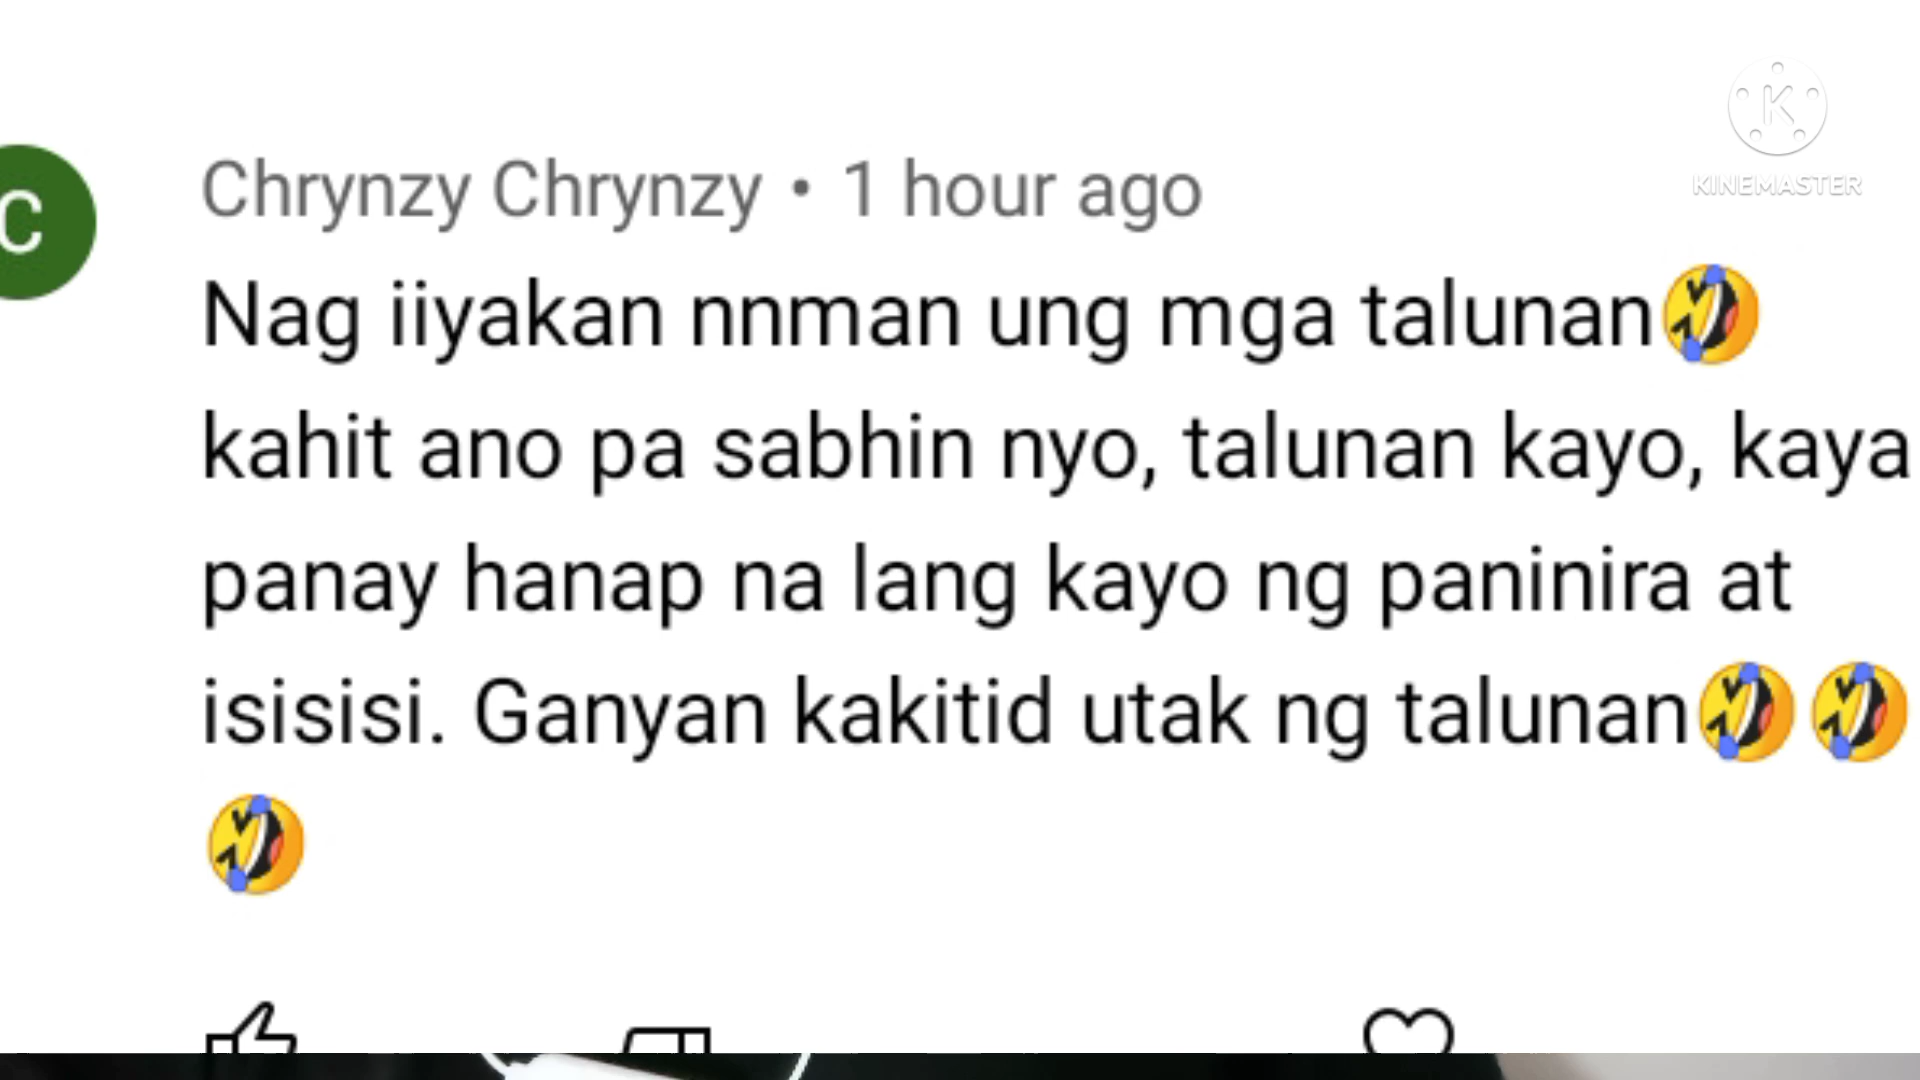 C
Chrynzy Chrynzy • 1 hour ago
KINEMASTER
Nag iiyakan nnman ung mga talunan🤣
kahit ano pa sabhin nyo, talunan kayo, kaya
panay hanap na lang kayo ng paninira at
isisisi. Ganyan kakitid utak ng talunan🤣🤣
🤣